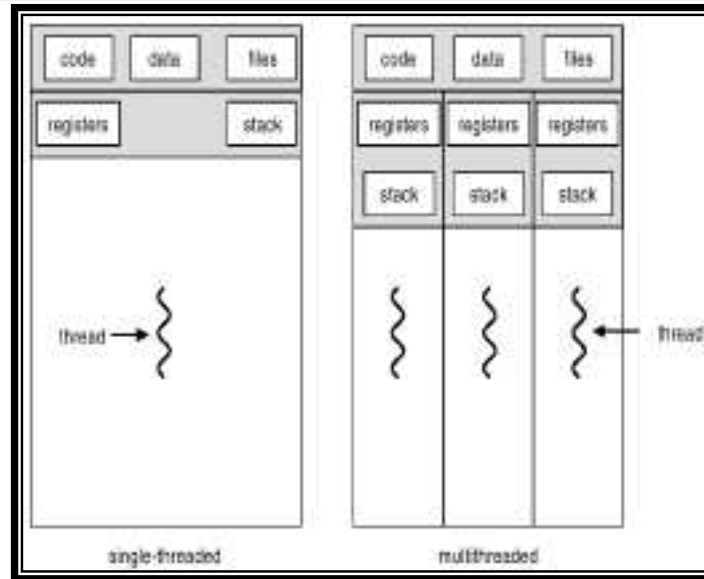 code data files code data files
registers stack registers registers registers
stack stack stack
thread thread
single-threaded multithreaded